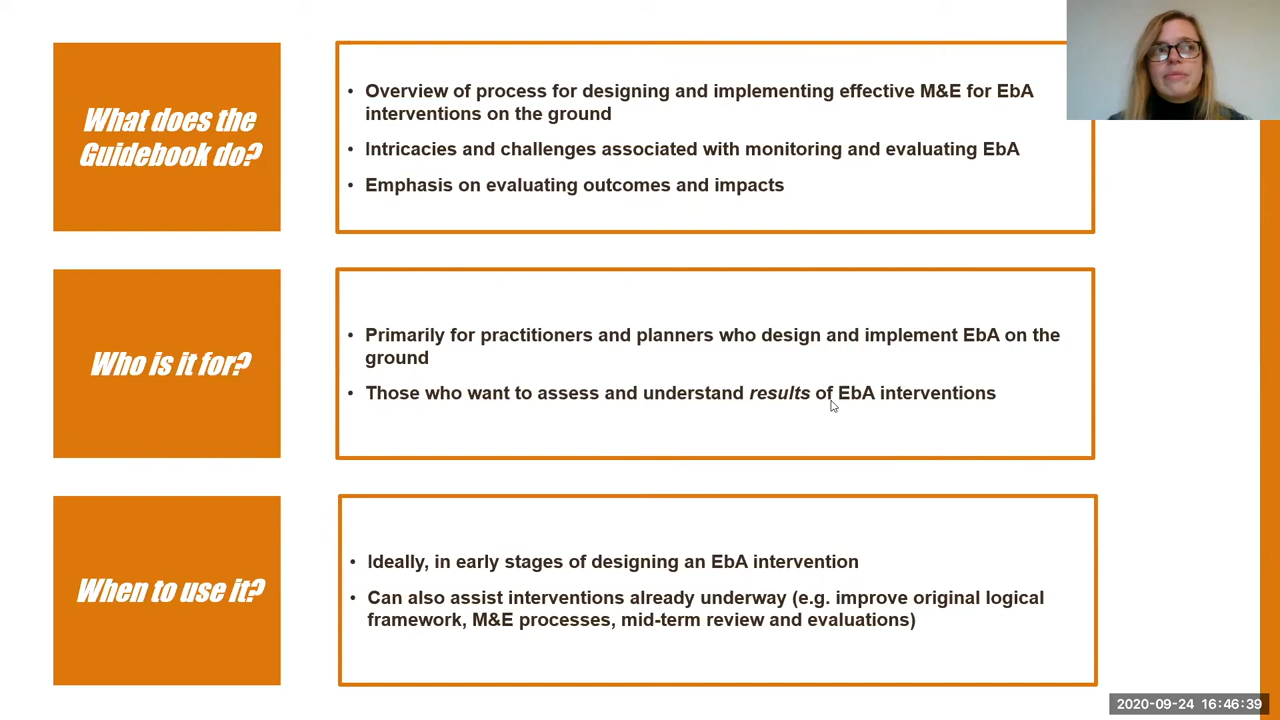 What does the
Guidebook do?
• Overview of process for designing and implementing effective M&E for EbA
interventions on the ground
• Intricacies and challenges associated with monitoring and evaluating EbA
• Emphasis on evaluating outcomes and impacts
Who is it for?
• Primarily for practitioners and planners who design and implement EbA on the
ground
• Those who want to assess and understand results of EbA interventions
When to use it?
• Ideally, in early stages of designing an EbA intervention
• Can also assist interventions already underway (e.g. improve original logical
framework, M&E processes, mid-term review and evaluations)
2020-09-24 16:46:39